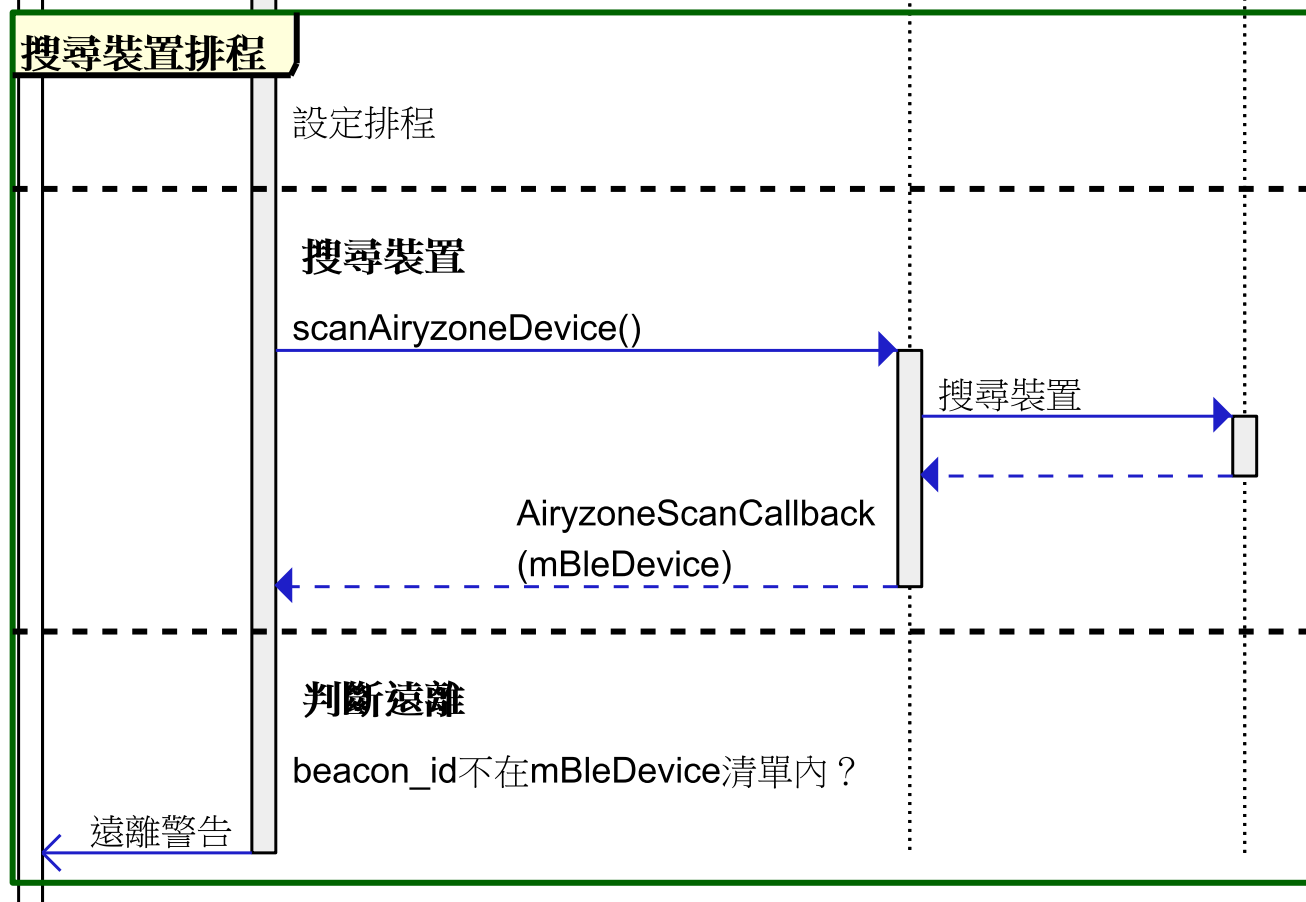 搜尋裝置排程
設定排程
搜尋裝置
scanAiryzoneDevice()
搜尋裝置
AiryzoneScanCallback
(mBleDevice)
判斷遠離
beacon_id不在mBleDevice清單內？
遠離警告